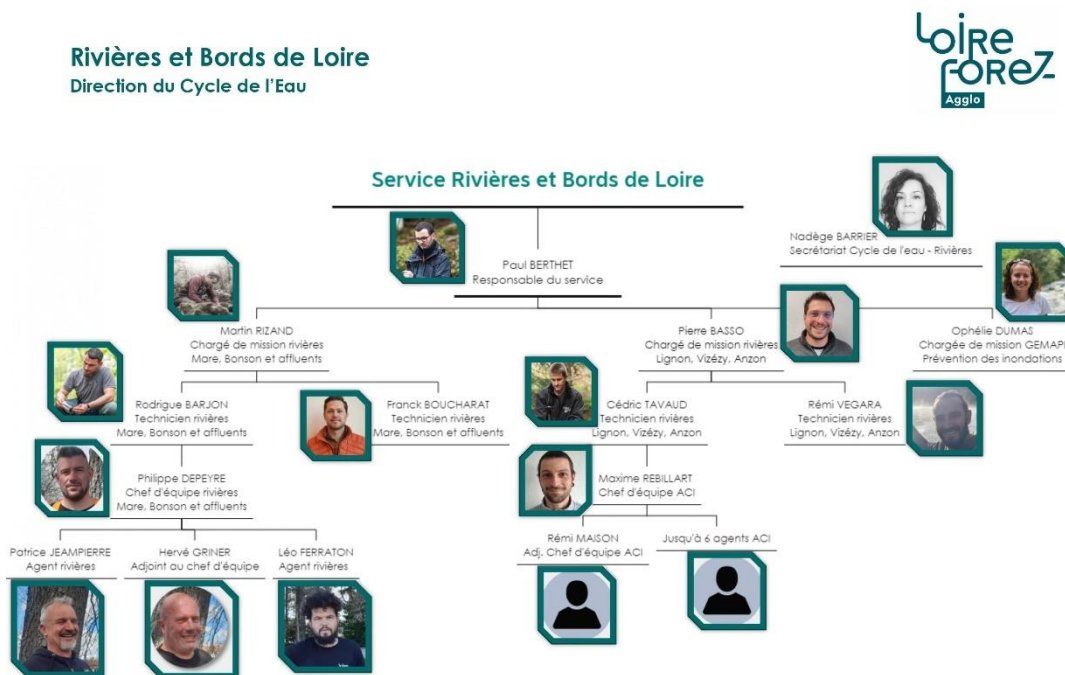 Rivières et Bords de Loire
Direction du Cycle de l'Eau
Loire
Forez
Agglo
Service Rivières et Bords de Loire
Nadège BARRIER
Secrétariat Cycle de l'eau - Rivières
Paul BERTHET
Responsable du service
Martin RIZAND
Chargé de mission rivières
Mare, Bonson et affluents
Pierre BASSO
Chargé de mission rivières
Lignon, Vizézy, Anzon
Ophélie DUMAS
Chargée de mission GEMAPI
Prévention des inondations
Rodrigue BARJON
Technicien rivières
Mare, Bonson et affluents
Franck BOUCHARAT
Technicien rivières
Mare, Bonson et affluents
Cédric TAVAUD
Technicien rivières
Lignon, Vizézy, Anzon
Rémi VEGARA
Technicien rivières
Lignon, Vizézy, Anzon
Philippe DEPEYRE
Chef d'équipe rivières
Mare, Bonson et affluents
Maxime REBILLART
Chef d'équipe ACI
Patrice JEAMPIERRE
Agent rivières
Hervé GRINER
Adjoint au chef d'équipe
Léo FERRATON
Agent rivières
Rémi MAISON
Adj. Chef d'équipe ACI
Jusqu'à 6 agents ACI